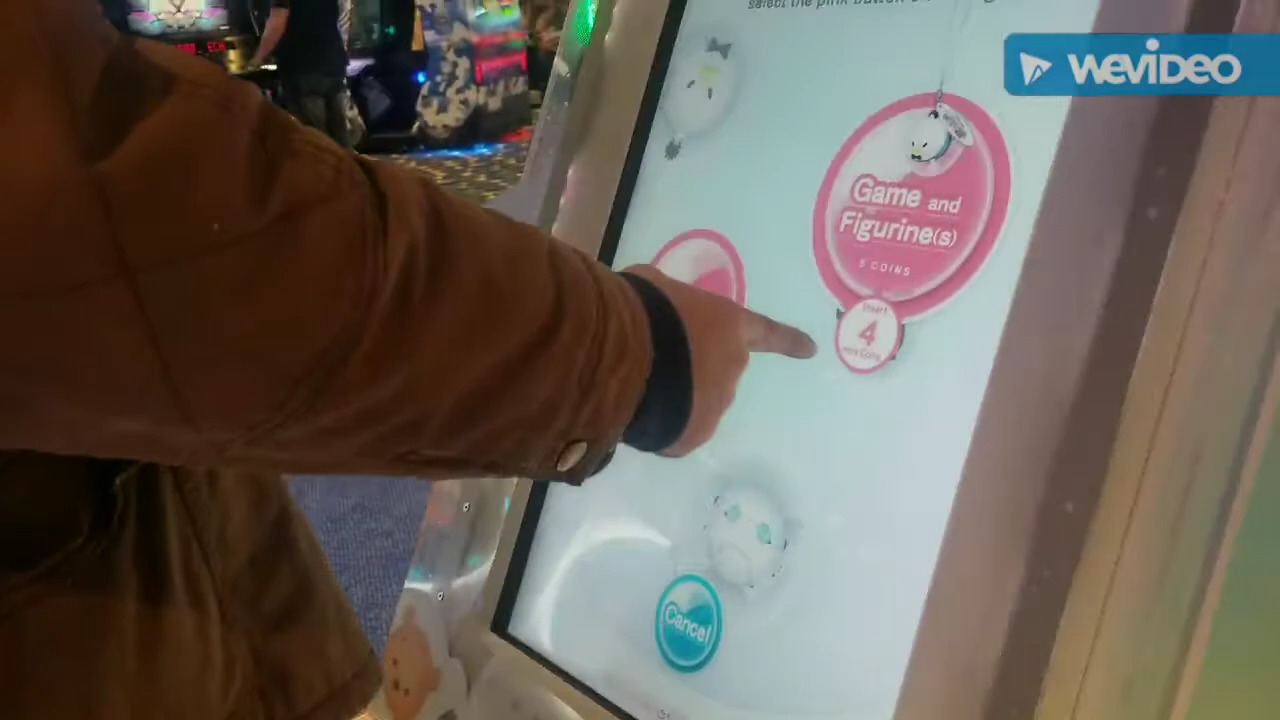 select the pink button
WEVIDEO
Game and
Figurine(s)
5 COINS
Insert
4
more Coins
Cancel